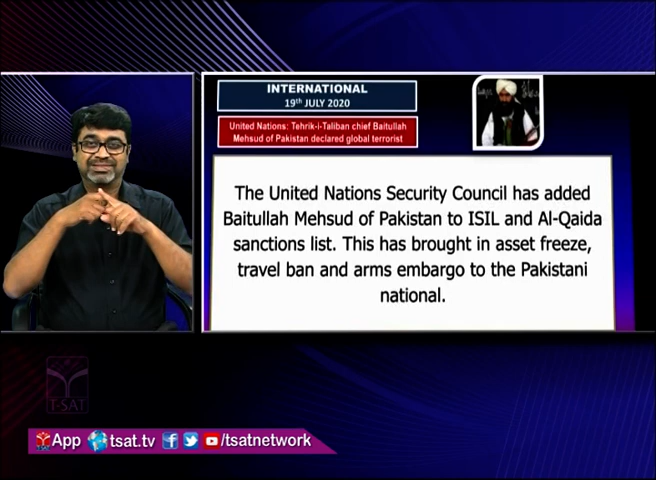 INTERNATIONAL
19th JULY 2020
United Nations: Tehrik-i-Taliban chief Baitullah
Mehsud of Pakistan declared global terrorist
The United Nations Security Council has added
Baitullah Mehsud of Pakistan to ISIL and Al-Qaida
sanctions list. This has brought in asset freeze,
travel ban and arms embargo to the Pakistani
national.
T-SAT
App tsat.tv /tsatnetwork